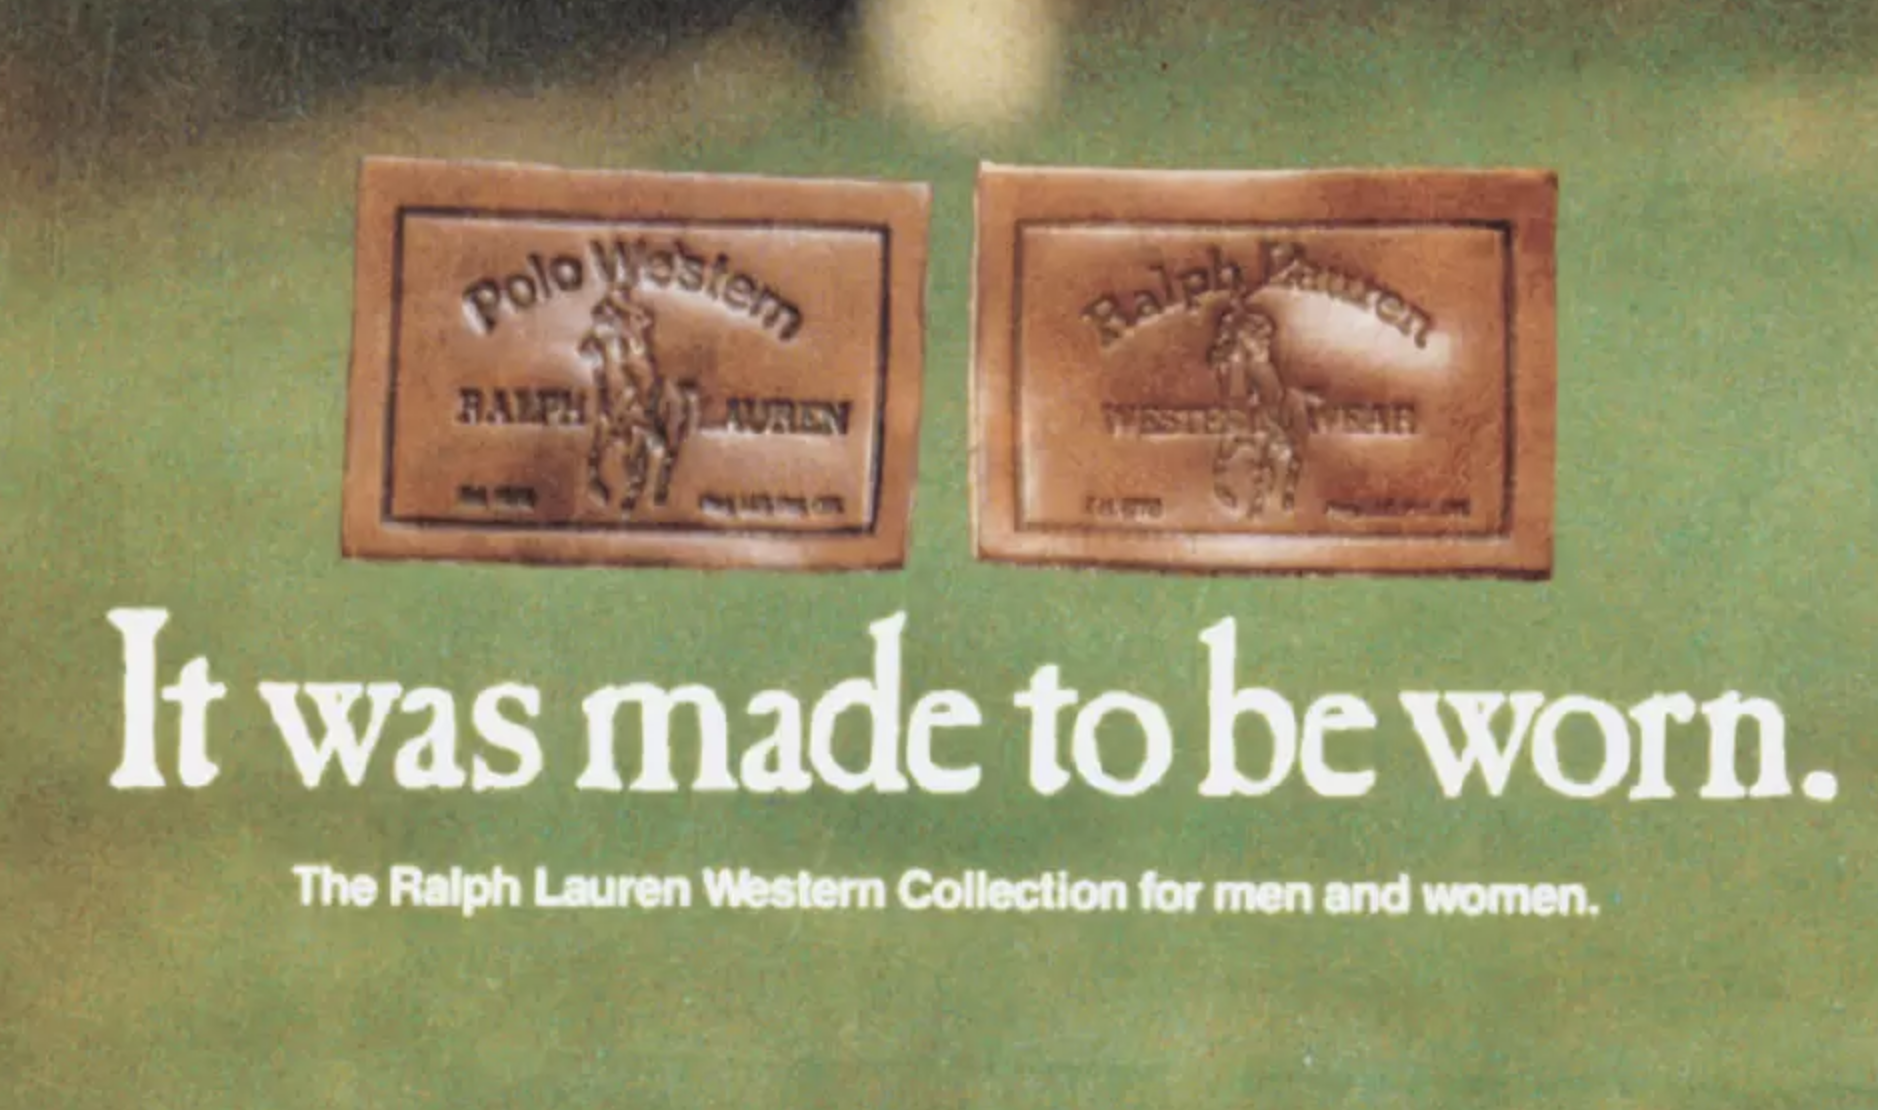 Polo Western
RALPH LAUREN
Ralph Lauren
WESTERN WEAR
It was made to be worn.
The Ralph Lauren Western Collection for men and women.